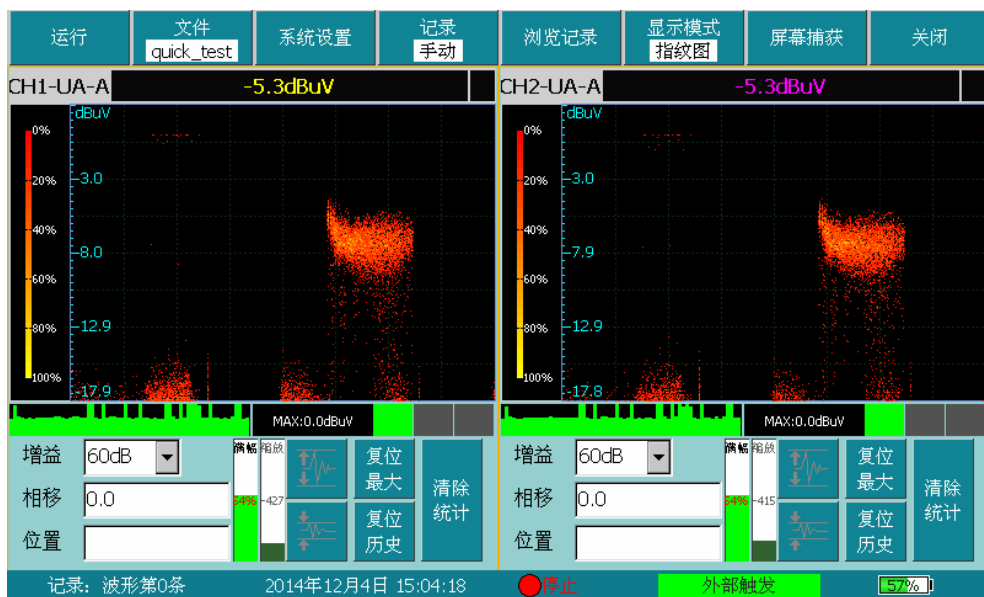 运行 文件 系统设置 记录 浏览记录 显示模式 屏幕捕获 关闭
quick_test 手动 指纹图
CH1-UA-A -5.3dBuV CH2-UA-A -5.3dBuV
dBuV dBuV
0% 0%
20% -3.0 20% -3.0
40% 40%
-8.0 -7.9
60% 60%
80% -12.9 80% -12.9
100% -17.9 100% -17.8
MAX:0.0dBuV MAX:0.0dBuV
增益 60dB 满幅 缩放 复位最大 增益 60dB 满幅 缩放 复位最大
相移 0.0 54% -427 清除统计 相移 0.0 54% -415 清除统计
位置 复位历史 位置 复位历史
记录：波形第0条 2014年12月4日 15:04:18 停止 外部触发 57%